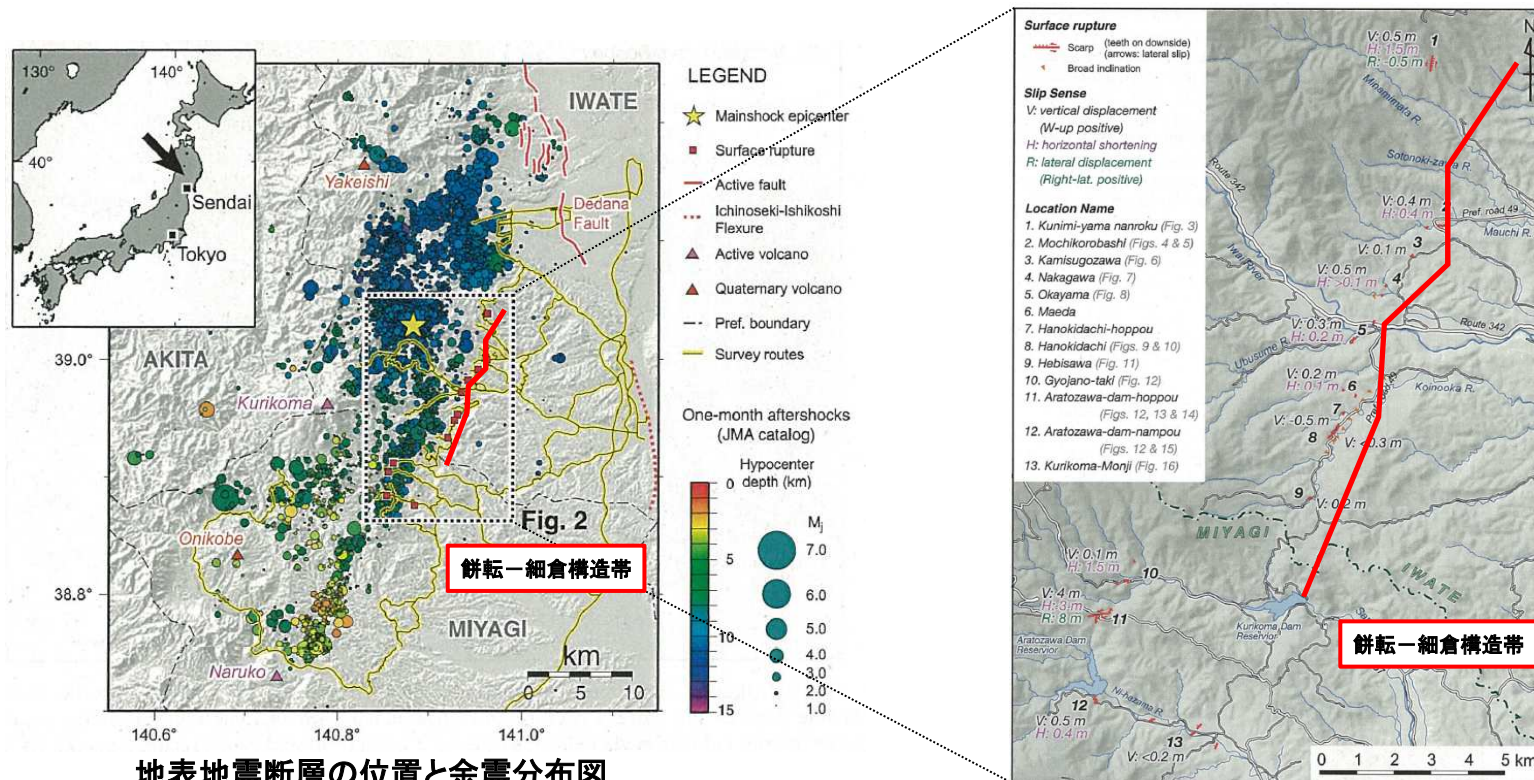 130°
140°
40°
Sendai
Tokyo
IWATE
Yakeishi
Dedana
Fault
39.0°
AKITA
Kurikoma
Fig. 2
Onikobe
38.8°
餅転－細倉構造帯
MIYAGI
Naruko
km
0 5 10
140.6°
140.8°
141.0°
LEGEND
Mainshock epicenter
Surface rupture
Active fault
Ichinoseki-Ishikoshi
Flexure
Active volcano
Quaternary volcano
Pref. boundary
Survey routes
One-month aftershocks
(JMA catalog)
Hypocenter
depth (km)
0
5
10
15
Mj
7.0
6.0
5.0
4.0
3.0
2.0
1.0
Surface rupture
Scarp (teeth on downside)
(arrows: lateral slip)
Broad inclination
Slip Sense
V: vertical displacement
(W-up positive)
H: horizontal shortening
R: lateral displacement
(Right-lat. positive)
Location Name
1. Kunimi-yama nanroku (Fig. 3)
2. Mochikorobashi (Figs. 4 & 5)
3. Kamisugozawa (Fig. 6)
4. Nakagawa (Fig. 7)
5. Okayama (Fig. 8)
6. Maeda
7. Hanokidachi-hoppou
8. Hanokidachi (Figs. 9 & 10)
9. Hebisawa (Fig. 11)
10. Gyojano-taki (Fig. 12)
11. Aratozawa-dam-hoppou
(Figs. 12, 13 & 14)
12. Aratozawa-dam-nampou
(Figs. 12 & 15)
13. Kurikoma-Monji (Fig. 16)
N
V: 0.5 m
H: 1.5 m
R: -0.5 m
1
Minamimata R.
Sotonoki-zawa R.
Route 342
V: 0.4 m
H: 0.4 m
2
Pref. road 49
Mauchi R.
3
V: 0.1 m
Iwai River
V: 0.5 m
H: >0.1 m
4
V: 0.3 m
H: 0.2 m
5
Route 342
Ubusume R.
V: 0.2 m
H: 0.1 m
6
Koinooka R.
Pref. road 49
7
V: -0.5 m
8
V: <0.3 m
9
V: 0.2 m
MIYAGI
IWATE
V: 0.1 m
H: 1.5 m
10
V: 4 m
H: 3 m
R: 8 m
11
Kurikoma Dam
Reservior
Aratozawa Dam
Reservior
餅転－細倉構造帯
12
V: 0.5 m
H: 0.4 m
Ni-hazama R.
13
V: <0.2 m
0 1 2 3 4 5 km
地表地震断層の位置と余震分布図